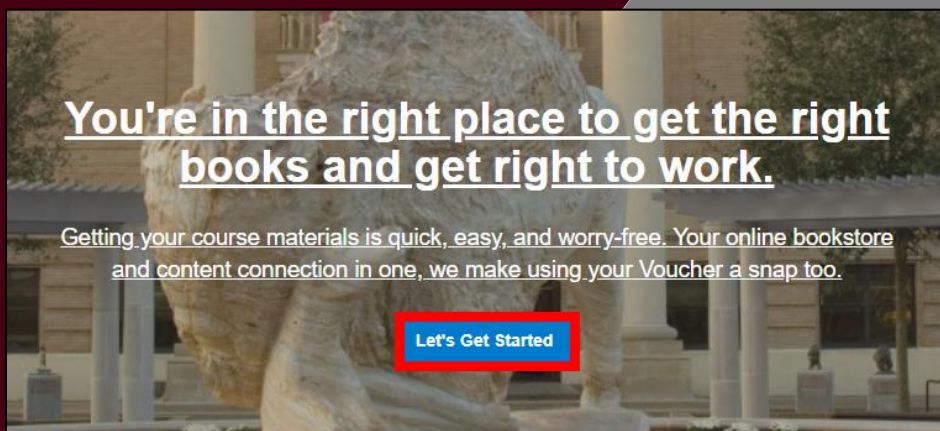 You're in the right place to get the right
books and get right to work.
Getting your course materials is quick, easy, and worry-free. Your online bookstore
and content connection in one, we make using your Voucher a snap too.
Let's Get Started